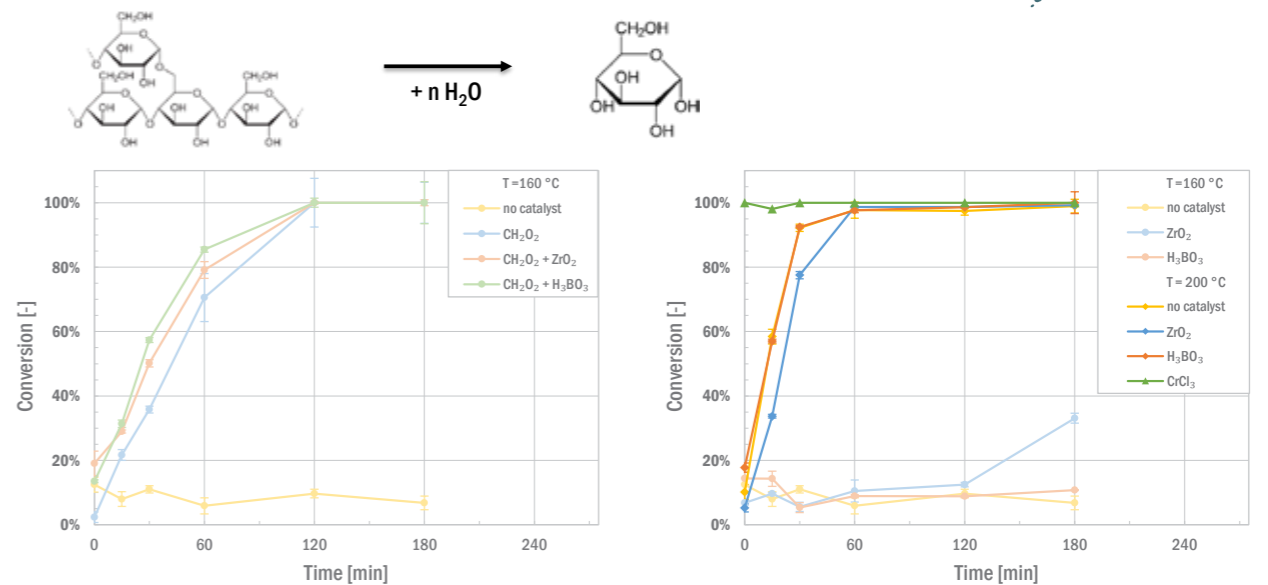 CH₂OH
O
OH
OH
O
CH₂OH
CH₂OH
CH₂OH
O
O
O
OH
OH
OH
O
O
O
O
OH
OH
OH
+ n H₂O
CH₂OH
O
OH
OH
OH
OH
Conversion [-]
100%
80%
60%
40%
20%
0%
0
60
120
180
240
Time [min]
T = 160 °C
no catalyst
CH₂O₂
CH₂O₂ + ZrO₂
CH₂O₂ + H₃BO₃
Conversion [-]
100%
80%
60%
40%
20%
0%
0
60
120
180
240
Time [min]
T = 160 °C
no catalyst
ZrO₂
H₃BO₃
T = 200 °C
no catalyst
ZrO₂
H₃BO₃
CrCl₃